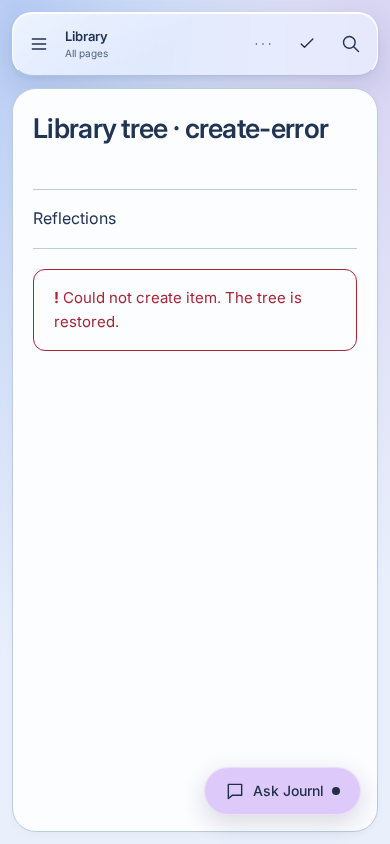 Library
All pages
Library tree · create-error
Reflections
! Could not create item. The tree is
restored.
Ask Journl